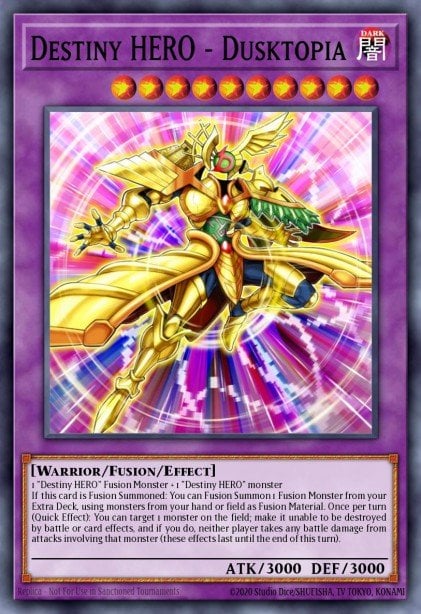 Destiny HERO - Dusktopia
DARK
闇
[Warrior/Fusion/Effect]
1 "Destiny HERO" Fusion Monster + 1 "Destiny HERO" monster
If this card is Fusion Summoned: You can Fusion Summon 1 Fusion Monster from your
Extra Deck, using monsters from your hand or field as Fusion Material. Once per turn
(Quick Effect): You can target 1 monster on the field; make it unable to be destroyed
by battle or card effects, and if you do, neither player takes any battle damage from
attacks involving that monster (these effects last until the end of this turn).
ATK/3000 DEF/3000
Replica - Not For Use in Sanctioned Tournaments
©2020 Studio Dice/SHUEISHA, TV TOKYO, KONAMI